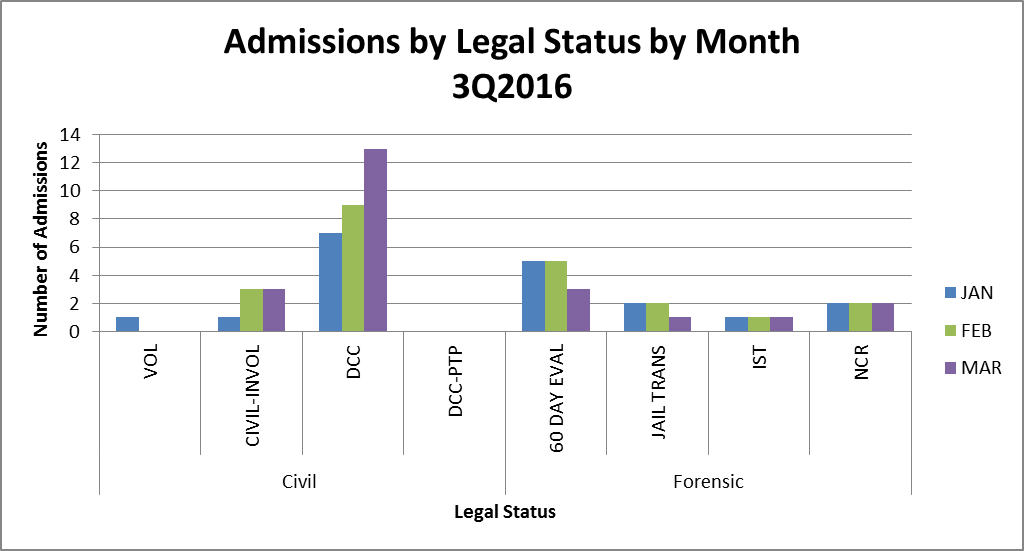 Admissions by Legal Status by Month
3Q2016
Number of Admissions
14
12
10
8
6
4
2
0
VOL
CIVIL-INVOL
DCC
DCC-PTP
60 DAY EVAL
JAIL TRANS
IST
NCR
Civil
Forensic
Legal Status
JAN
FEB
MAR